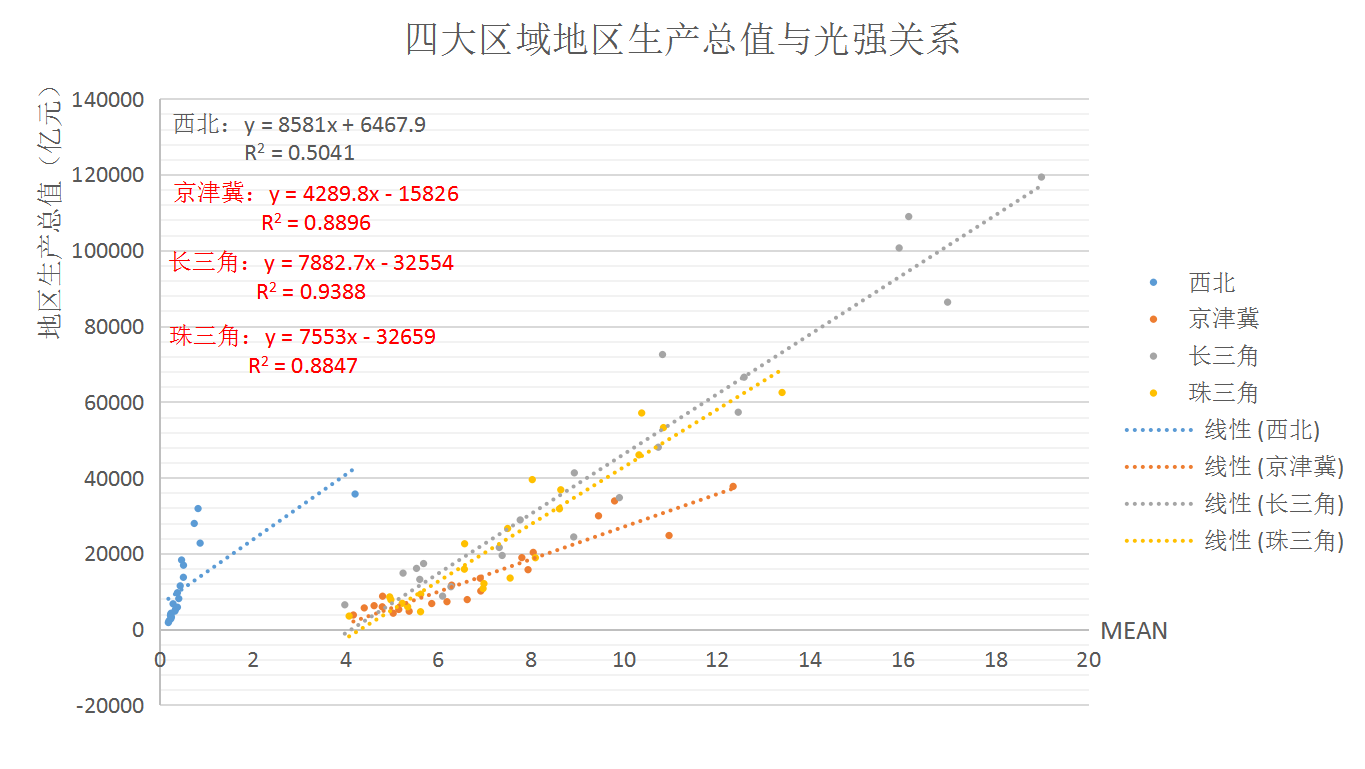 四大区域地区生产总值与光强关系
地区生产总值（亿元）
140000
120000
100000
80000
60000
40000
20000
0
-20000
西北：y = 8581x + 6467.9
R² = 0.5041
京津冀：y = 4289.8x - 15826
R² = 0.8896
长三角：y = 7882.7x - 32554
R² = 0.9388
珠三角：y = 7553x - 32659
R² = 0.8847
0 2 4 6 8 10 12 14 16 18 20
MEAN
西北
京津冀
长三角
珠三角
线性 (西北)
线性 (京津冀)
线性 (长三角)
线性 (珠三角)